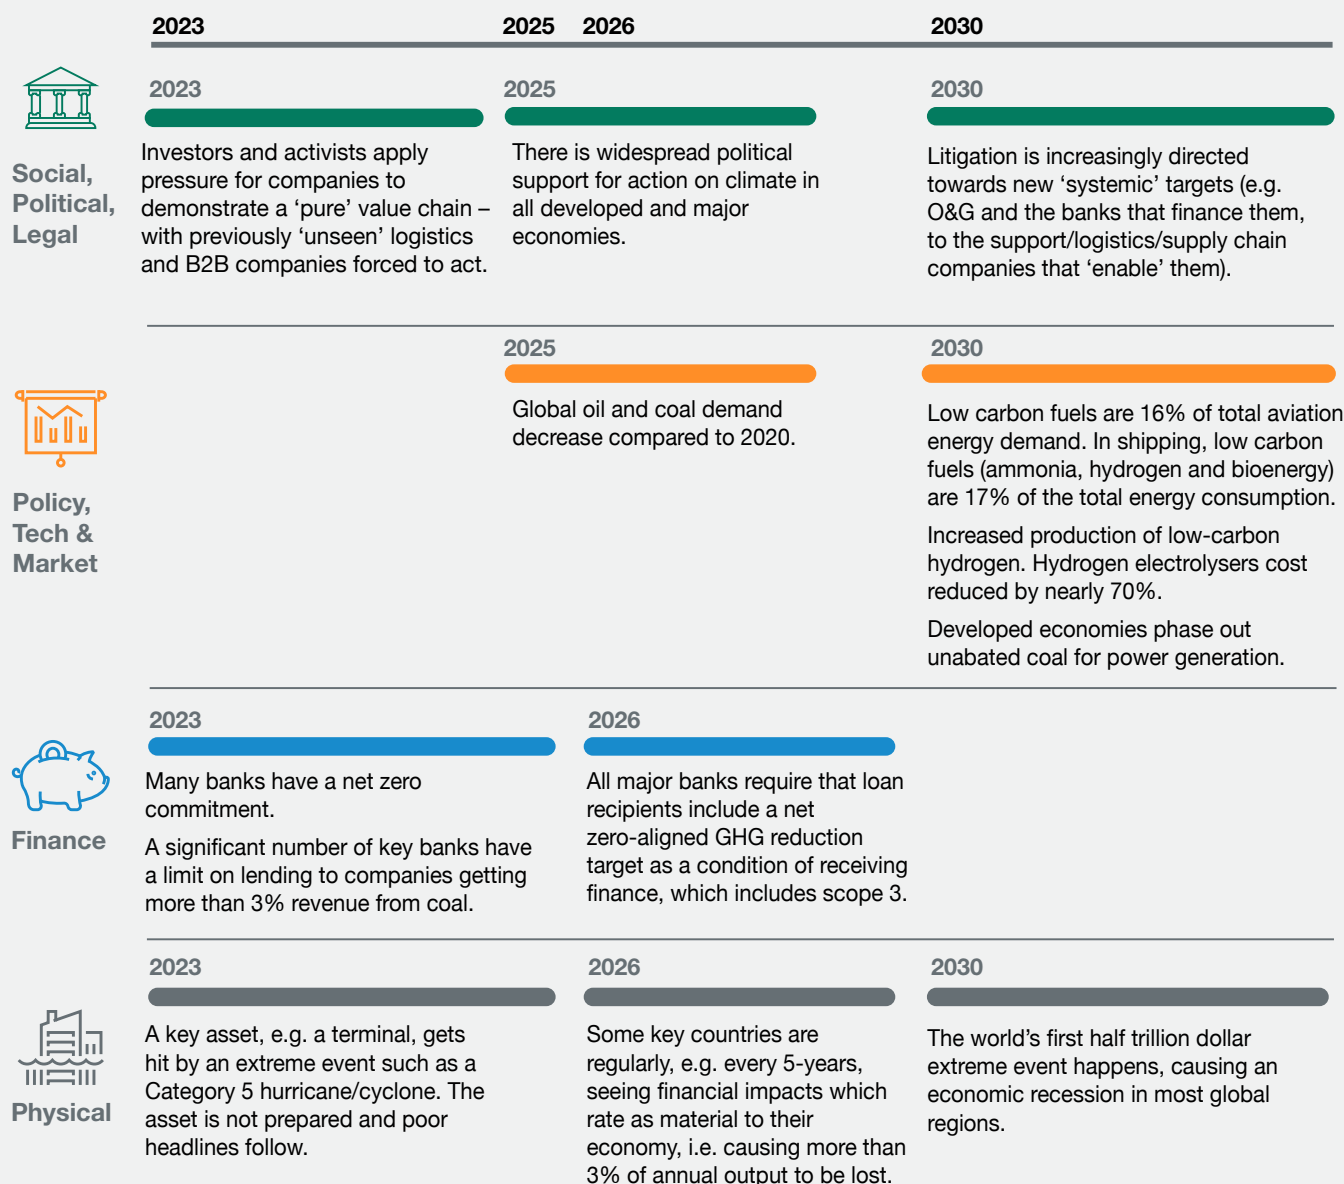 2023 2025 2026 2030
Social,
Political,
Legal
2023
Investors and activists apply
pressure for companies to
demonstrate a ‘pure’ value chain –
with previously ‘unseen’ logistics
and B2B companies forced to act.
2025
There is widespread political
support for action on climate in
all developed and major
economies.
2030
Litigation is increasingly directed
towards new ‘systemic’ targets (e.g.
O&G and the banks that finance them,
to the support/logistics/supply chain
companies that ‘enable’ them).
Policy,
Tech &
Market
2025
Global oil and coal demand
decrease compared to 2020.
2030
Low carbon fuels are 16% of total aviation
energy demand. In shipping, low carbon
fuels (ammonia, hydrogen and bioenergy)
are 17% of the total energy consumption.
Increased production of low-carbon
hydrogen. Hydrogen electrolysers cost
reduced by nearly 70%.
Developed economies phase out
unabated coal for power generation.
Finance
2023
Many banks have a net zero
commitment.
A significant number of key banks have
a limit on lending to companies getting
more than 3% revenue from coal.
2026
All major banks require that loan
recipients include a net
zero-aligned GHG reduction
target as a condition of receiving
finance, which includes scope 3.
Physical
2023
A key asset, e.g. a terminal, gets
hit by an extreme event such as a
Category 5 hurricane/cyclone. The
asset is not prepared and poor
headlines follow.
2026
Some key countries are
regularly, e.g. every 5-years,
seeing financial impacts which
rate as material to their
economy, i.e. causing more than
3% of annual output to be lost.
2030
The world’s first half trillion dollar
extreme event happens, causing an
economic recession in most global
regions.